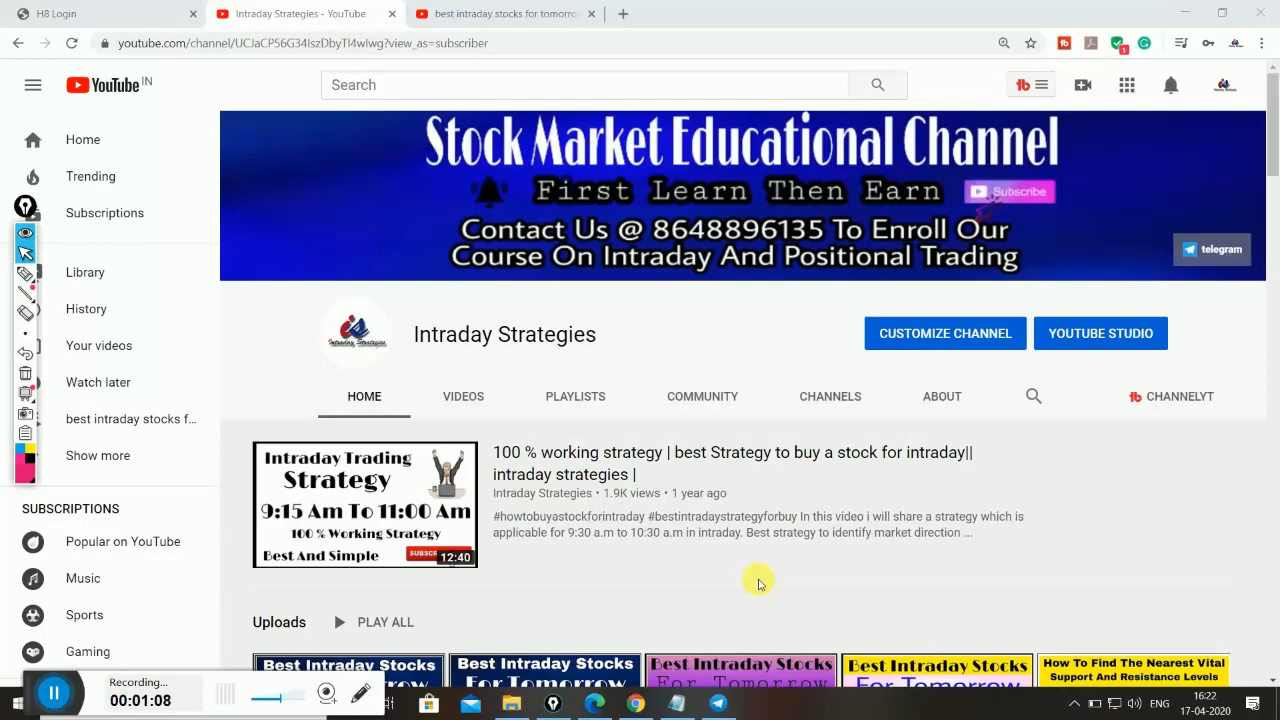 H8 Login
Intraday Strategies - YouTube
best intraday stocks for tomorro
youtube.com/channel/UCJaCP56G34IszDbyTl4wIwg?view_as=subscriber
1
YouTube IN
Search
Home
Trending
Subscriptions
Library
History
Your videos
Watch later
best intraday stocks f...
Show more
SUBSCRIPTIONS
Popular on YouTube
Music
Sports
Gaming
Stock Market Educational Channel
First Learn Then Earn
Subscribe
Contact Us @ 8648896135 To Enroll Our
Course On Intraday And Positional Trading
telegram
Intraday Strategies
Intraday Strategies
CUSTOMIZE CHANNEL
YOUTUBE STUDIO
HOME
VIDEOS
PLAYLISTS
COMMUNITY
CHANNELS
ABOUT
CHANNELYT
Intraday Trading
Strategy
9:15 Am To 11:00 Am
100 % Working Strategy
Best And Simple
SUBSC
12:40
100 % working strategy | best Strategy to buy a stock for intraday||
intraday strategies |
Intraday Strategies • 1.9K views • 1 year ago
#howtobuyastockforintraday #bestintradaystrategyforbuy In this video i will share a strategy which is
applicable for 9:30 a.m to 10:30 a.m in intraday. Best strategy to identify market direction ...
Uploads
PLAY ALL
Best Intraday Stocks
For Tomorrow
Best Intraday Stocks
For Tomorrow
Best Intraday Stocks
For Tomorrow
Best Intraday Stocks
For Tomorrow
How To Find The Nearest Vital
Support And Resistance Levels
Recording...
00:01:08
ENG
16:22
17-04-2020